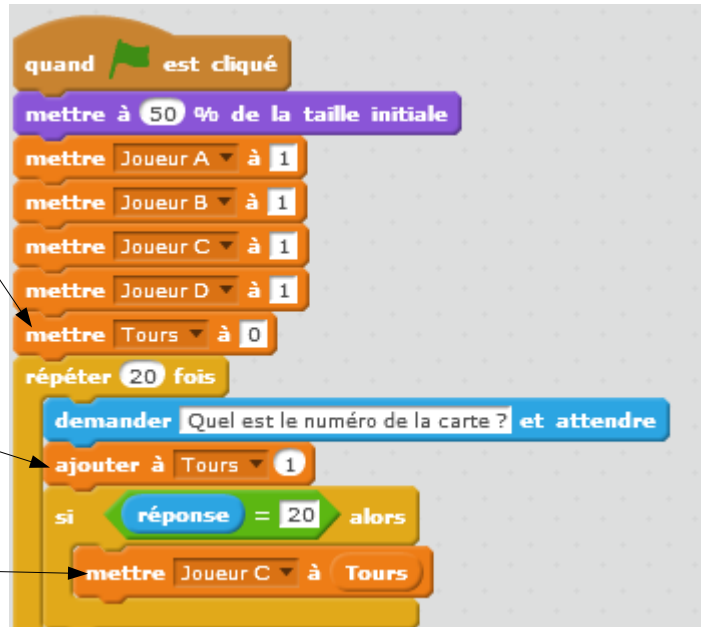 quand est cliqué
mettre à 50 % de la taille initiale
mettre Joueur A à 1
mettre Joueur B à 1
mettre Joueur C à 1
mettre Joueur D à 1
mettre Tours à 0
répéter 20 fois
demander Quel est le numéro de la carte ? et attendre
ajouter à Tours 1
si réponse = 20 alors
mettre Joueur C à Tours